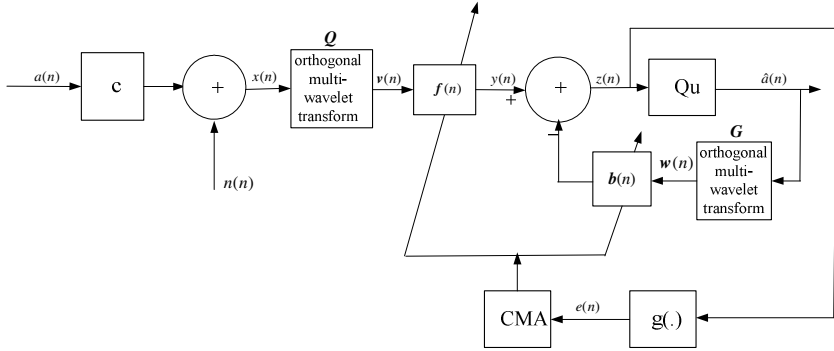 Q
a(n)
c
+
x(n)
orthogonal
multi-
wavelet
transform
v(n)
f(n)
y(n)
+
+
z(n)
Qu
â(n)
n(n)
−
b(n)
w(n)
G
orthogonal
multi-
wavelet
transform
CMA
e(n)
g(.)